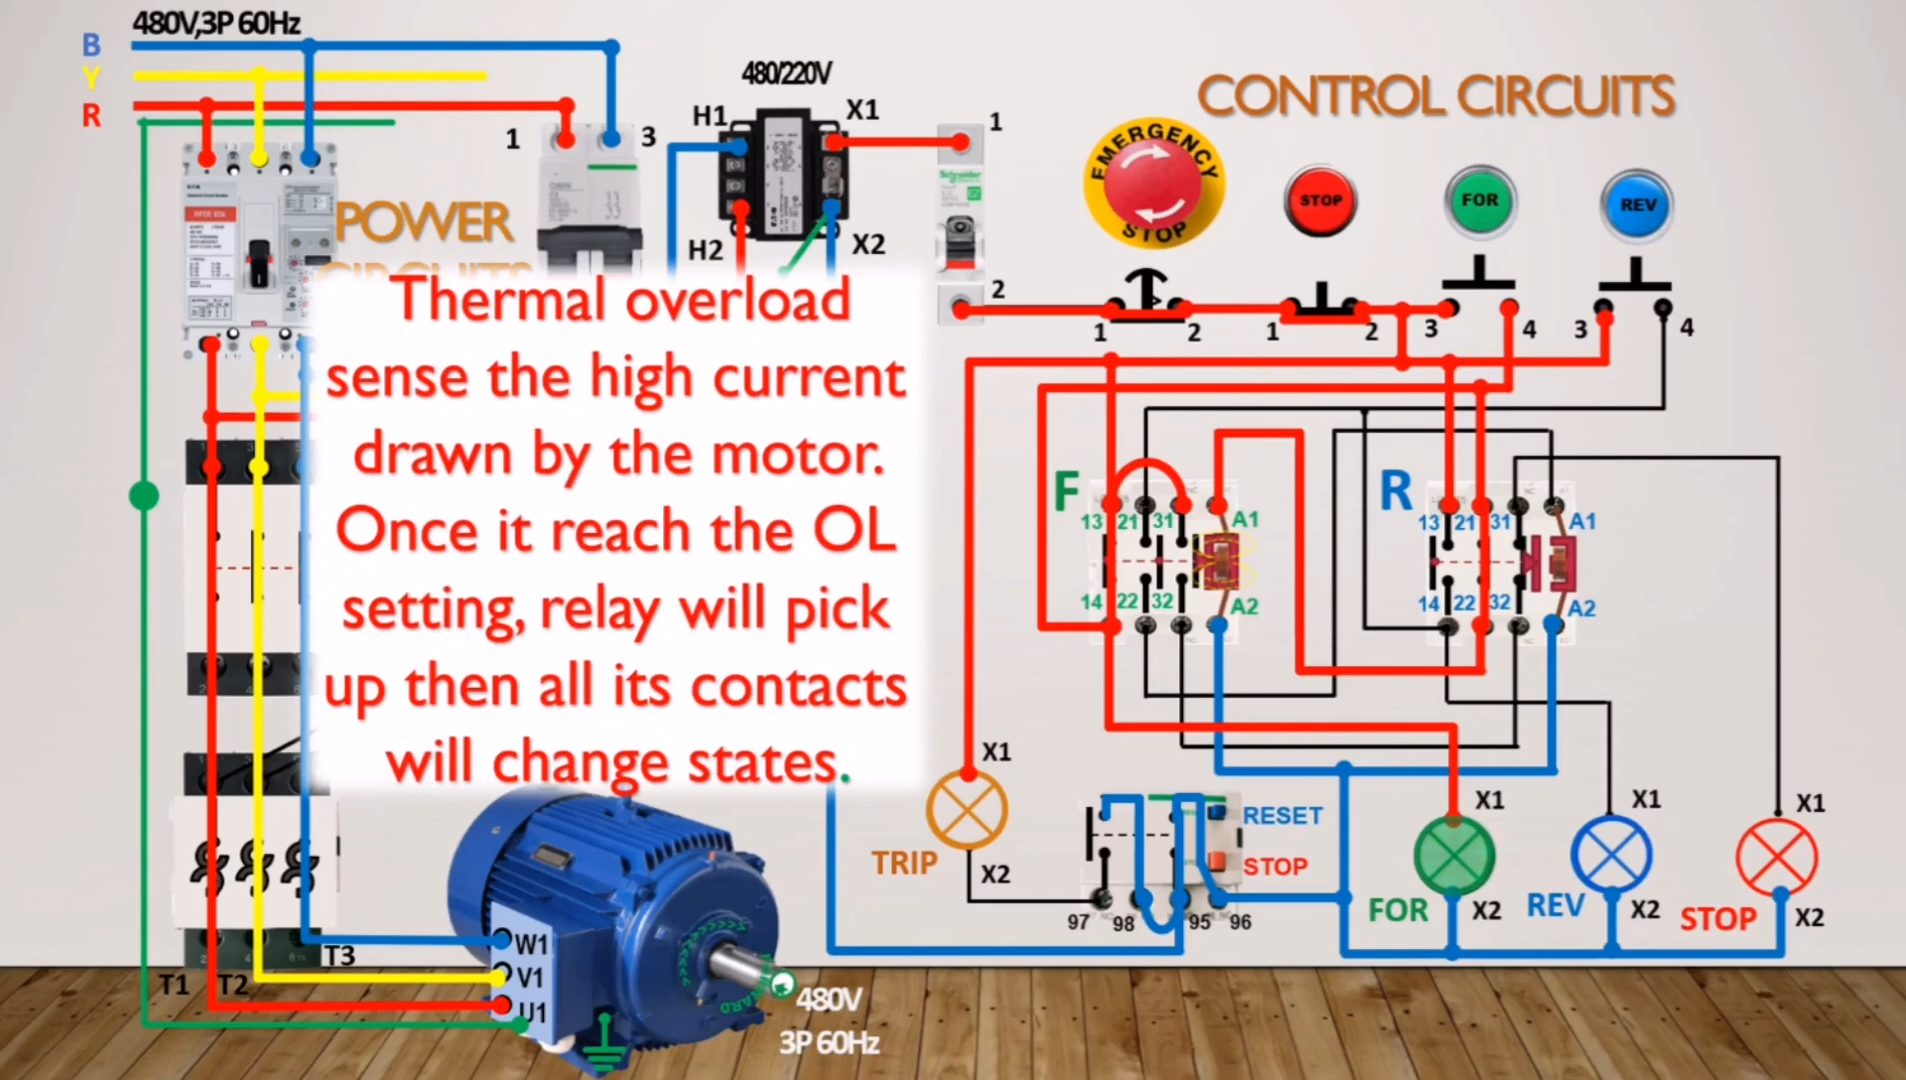 480V,3P 60Hz
B
Y
R
480/220V
CONTROL CIRCUITS
H1
X1
1
3
1
H2
X2
2
POWER
CIRCUITS
EMERGENCY
STOP
STOP
FOR
REV
Schneider
1
2
1
2
3
4
3
4
Thermal overload
sense the high current
drawn by the motor.
Once it reach the OL
setting, relay will pick
up then all its contacts
will change states.
F
13 21 31 A1
14 22 32 A2
R
13 21 31 A1
14 22 32 A2
X1
TRIP
X2
RESET
STOP
97 98 95 96
X1
FOR
X2
X1
REV
X2
X1
STOP
X2
T1 T2 T3
W1
V1
U1
FORWARD
480V
3P 60Hz